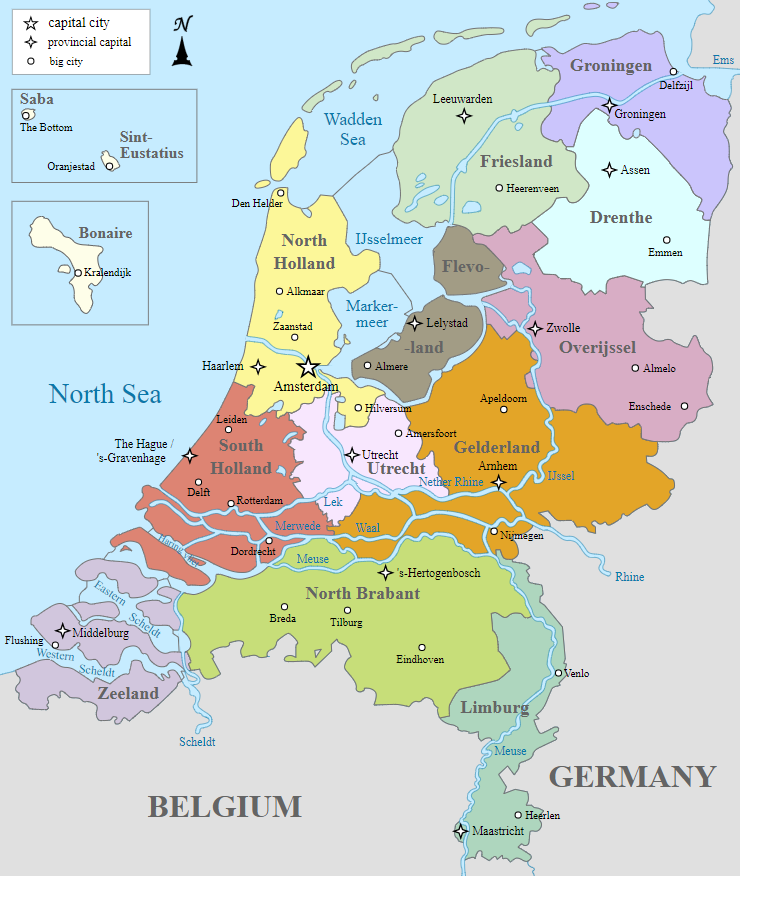 capital city
provincial capital
big city
N
Saba
The Bottom
Sint-
Eustatius
Oranjestad
Bonaire
Kralendijk
Ems
Groningen
Delfzijl
Groningen
Leeuwarden
Wadden
Sea
Friesland
Assen
Heerenveen
Den Helder
Drenthe
North
Holland
IJsselmeer
Emmen
Flevo-
Alkmaar
Marker-
meer
Zaanstad
Lelystad
Zwolle
-land
Overijssel
Haarlem
Almere
Almelo
Amsterdam
North Sea
Apeldoorn
Enschede
Hilversum
Leiden
Amersfoort
The Hague /
's-Gravenhage
South
Holland
Gelderland
Utrecht
Utrecht
Arnhem
IJssel
Nether Rhine
Delft
Rotterdam
Lek
Merwede
Waal
Nijmegen
Dordrecht
Meuse
's-Hertogenbosch
Rhine
Eastern
Scheldt
North Brabant
Breda
Tilburg
Middelburg
Flushing
Western
Scheldt
Eindhoven
Venlo
Zeeland
Limburg
Scheldt
Meuse
GERMANY
BELGIUM
Heerlen
Maastricht